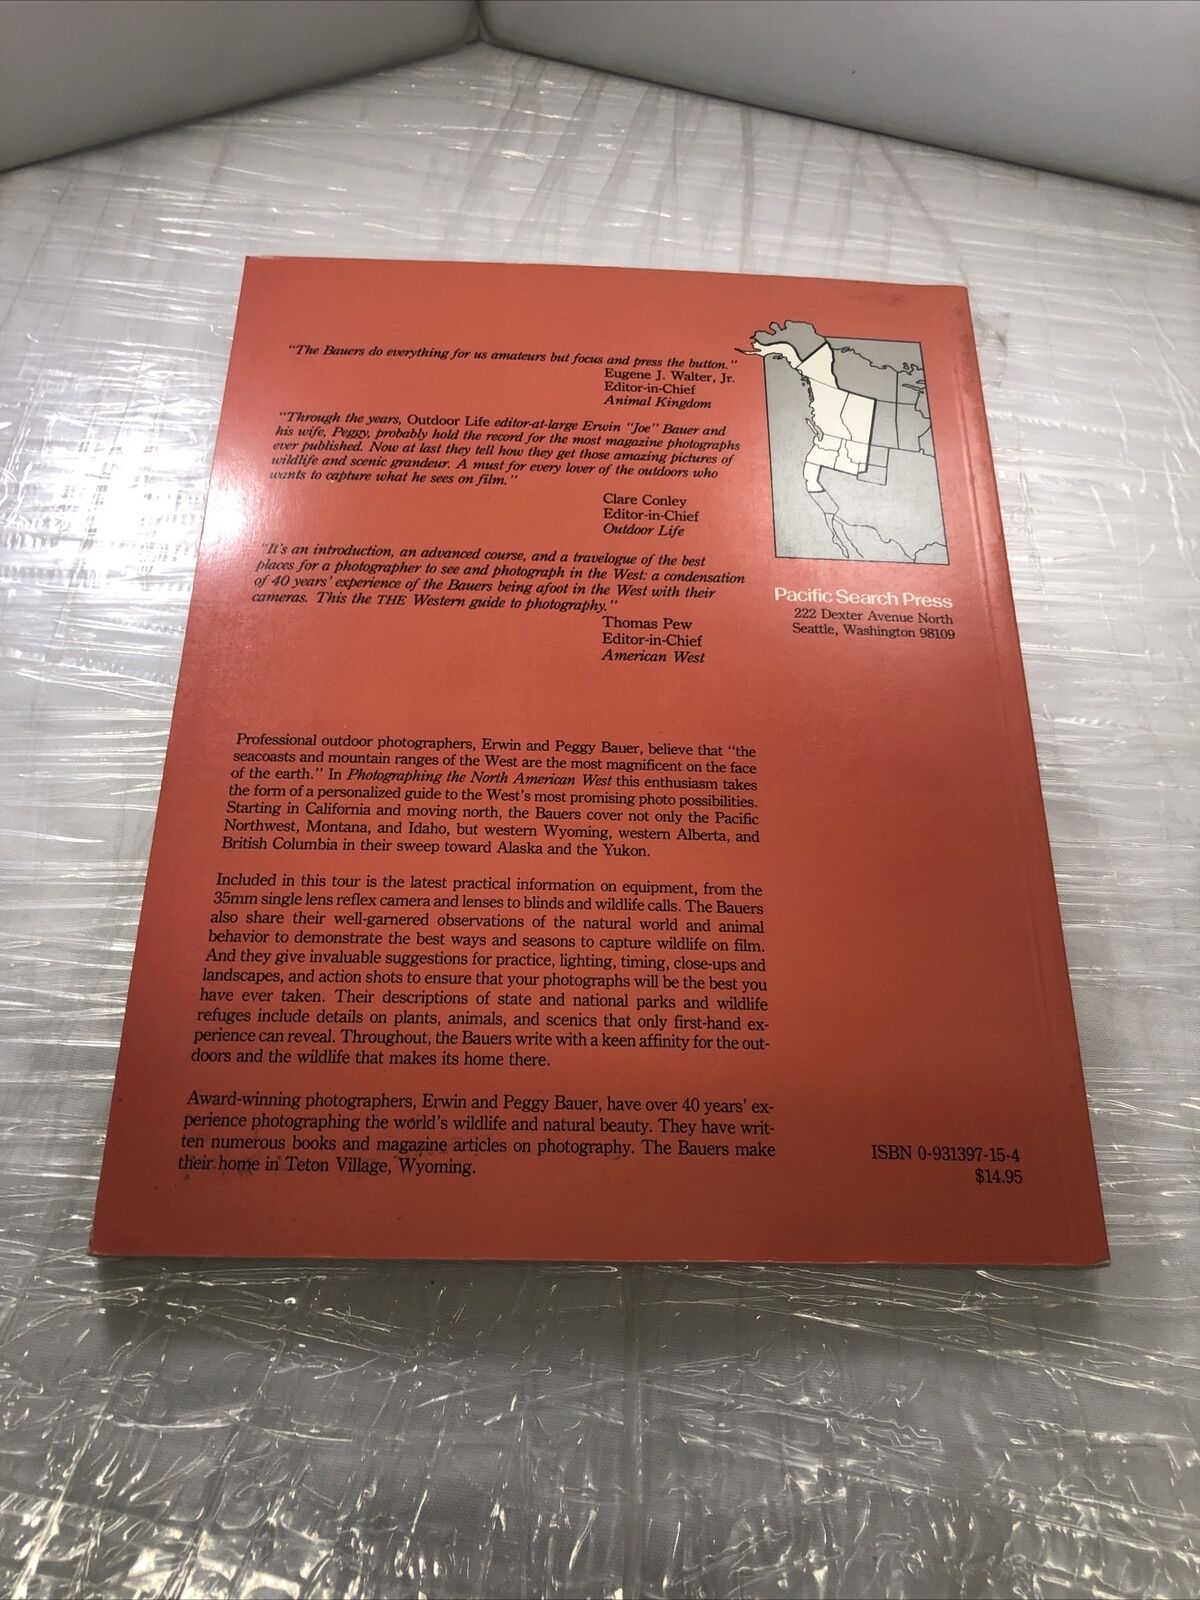 "The Bauers do everything for us amateurs but focus and press the button."
Eugene J. Walter, Jr.
Editor-in-Chief
Animal Kingdom
"Through the years, Outdoor Life editor-at-large Erwin "Joe" Bauer and
his wife, Peggy, probably hold the record for the most magazine photographs
ever published. Now at last they tell how they get those amazing pictures of
wildlife and scenic grandeur. A must for every lover of the outdoors who
wants to capture what he sees on film."
Clare Conley
Editor-in-Chief
Outdoor Life
"It's an introduction, an advanced course, and a travelogue of the best
places for a photographer to see and photograph in the West: a condensation
of 40 years' experience of the Bauers being afoot in the West with their
cameras. This the THE Western guide to photography."
Thomas Pew
Editor-in-Chief
American West
Pacific Search Press
222 Dexter Avenue North
Seattle, Washington 98109
Professional outdoor photographers, Erwin and Peggy Bauer, believe that "the
seacoasts and mountain ranges of the West are the most magnificent on the face
of the earth." In Photographing the North American West this enthusiasm takes
the form of a personalized guide to the West's most promising photo possibilities.
Starting in California and moving north, the Bauers cover not only the Pacific
Northwest, Montana, and Idaho, but western Wyoming, western Alberta, and
British Columbia in their sweep toward Alaska and the Yukon.
Included in this tour is the latest practical information on equipment, from the
35mm single lens reflex camera and lenses to blinds and wildlife calls. The Bauers
also share their well-garnered observations of the natural world and animal
behavior to demonstrate the best ways and seasons to capture wildlife on film.
And they give invaluable suggestions for practice, lighting, timing, close-ups and
landscapes, and action shots to ensure that your photographs will be the best you
have ever taken. Their descriptions of state and national parks and wildlife
refuges include details on plants, animals, and scenics that only first-hand ex-
perience can reveal. Throughout, the Bauers write with a keen affinity for the out-
doors and the wildlife that makes its home there.
Award-winning photographers, Erwin and Peggy Bauer, have over 40 years' ex-
perience photographing the world's wildlife and natural beauty. They have writ-
ten numerous books and magazine articles on photography. The Bauers make
their home in Teton Village, Wyoming.
ISBN 0-931397-15-4
$14.95